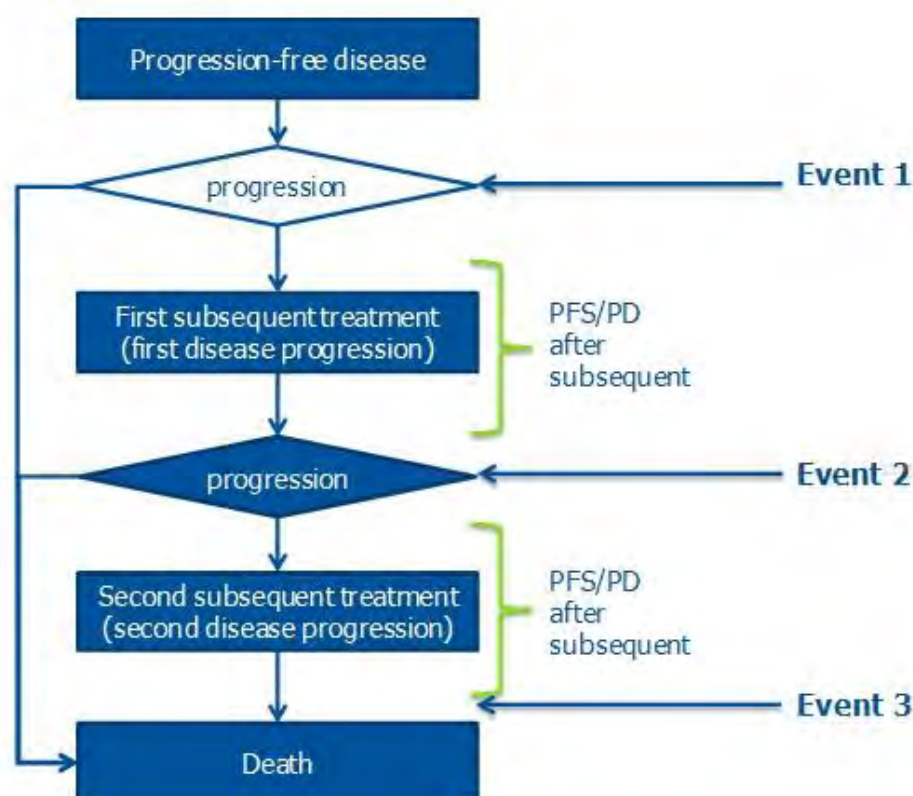 Progression-free disease
progression
Event 1
First subsequent treatment
(first disease progression)
PFS/PD
after
subsequent
progression
Event 2
Second subsequent treatment
(second disease progression)
PFS/PD
after
subsequent
Event 3
Death